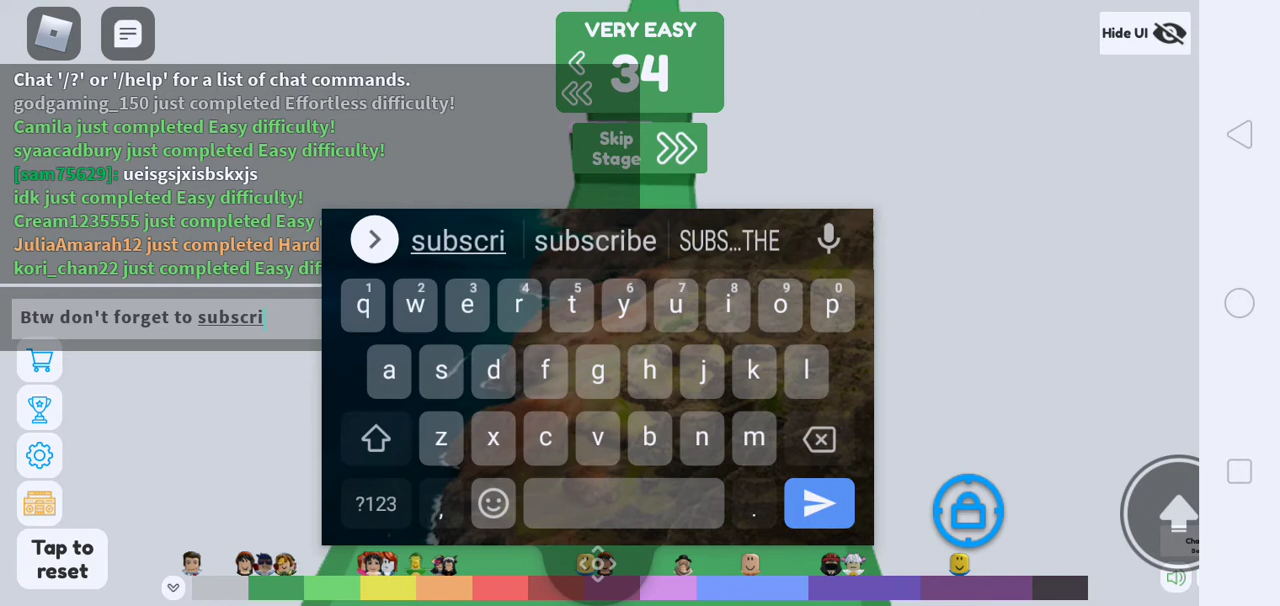 VERY EASY
Hide UI
34
Chat '/?' or '/help' for a list of chat commands.
godgaming_150 just completed Effortless difficulty!
Camila just completed Easy difficulty!
syaacadbury just completed Easy difficulty!
[sam75629]: ueisgsjxisbskxjs
idk just completed Easy difficulty!
Cream1235555 just completed Easy
JuliaAmarah12 just completed Hard
kori_chan22 just completed Easy dif
Skip
Stage
Btw don't forget to subscri
subscri subscribe SUBS...THE
1 2 3 4 5 6 7 8 9 0
q w e r t y u i o p
a s d f g h j k l
z x c v b n m
?123 , .
Tap to
reset